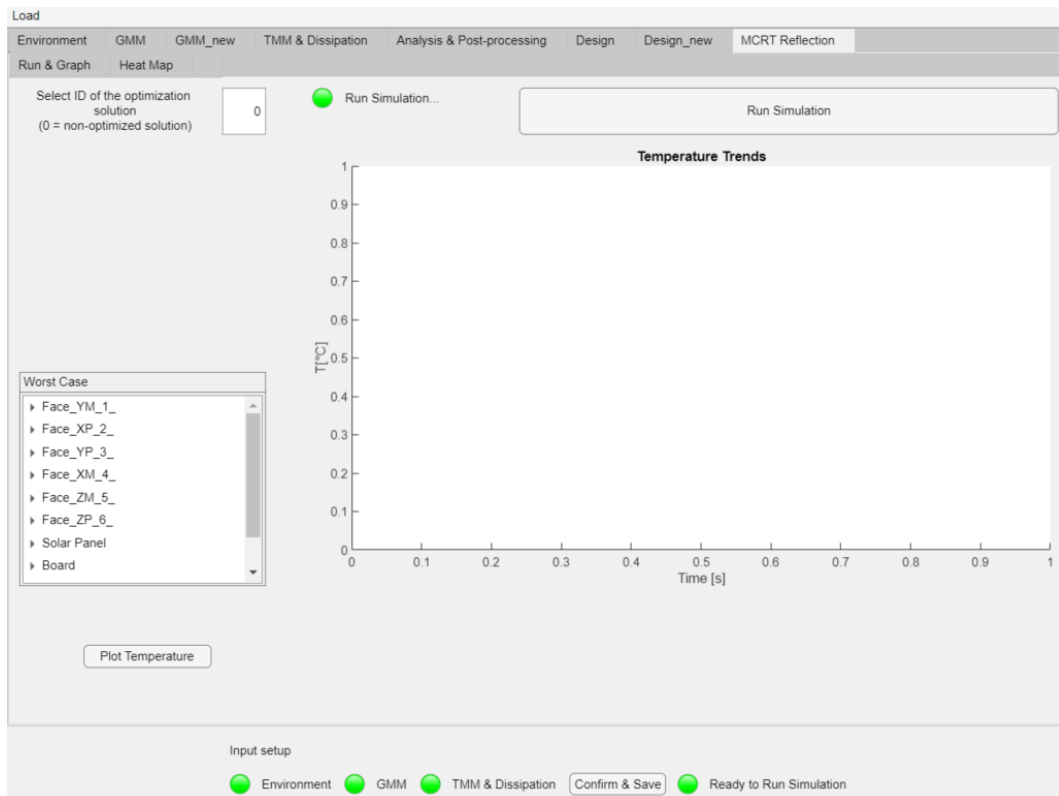 Load
Environment GMM GMM_new TMM & Dissipation Analysis & Post-processing Design Design_new MCRT Reflection
Run & Graph Heat Map
Select ID of the optimization
solution
(0 = non-optimized solution)
0
Run Simulation...
Run Simulation
Temperature Trends
1
0.9
0.8
0.7
0.6
0.5
0.4
0.3
0.2
0.1
0
T[°C]
0 0.1 0.2 0.3 0.4 0.5 0.6 0.7 0.8 0.9 1
Time [s]
Worst Case
Face_YM_1_
Face_XP_2_
Face_YP_3_
Face_XM_4_
Face_ZM_5_
Face_ZP_6_
Solar Panel
Board
Plot Temperature
Input setup
Environment GMM TMM & Dissipation Confirm & Save Ready to Run Simulation